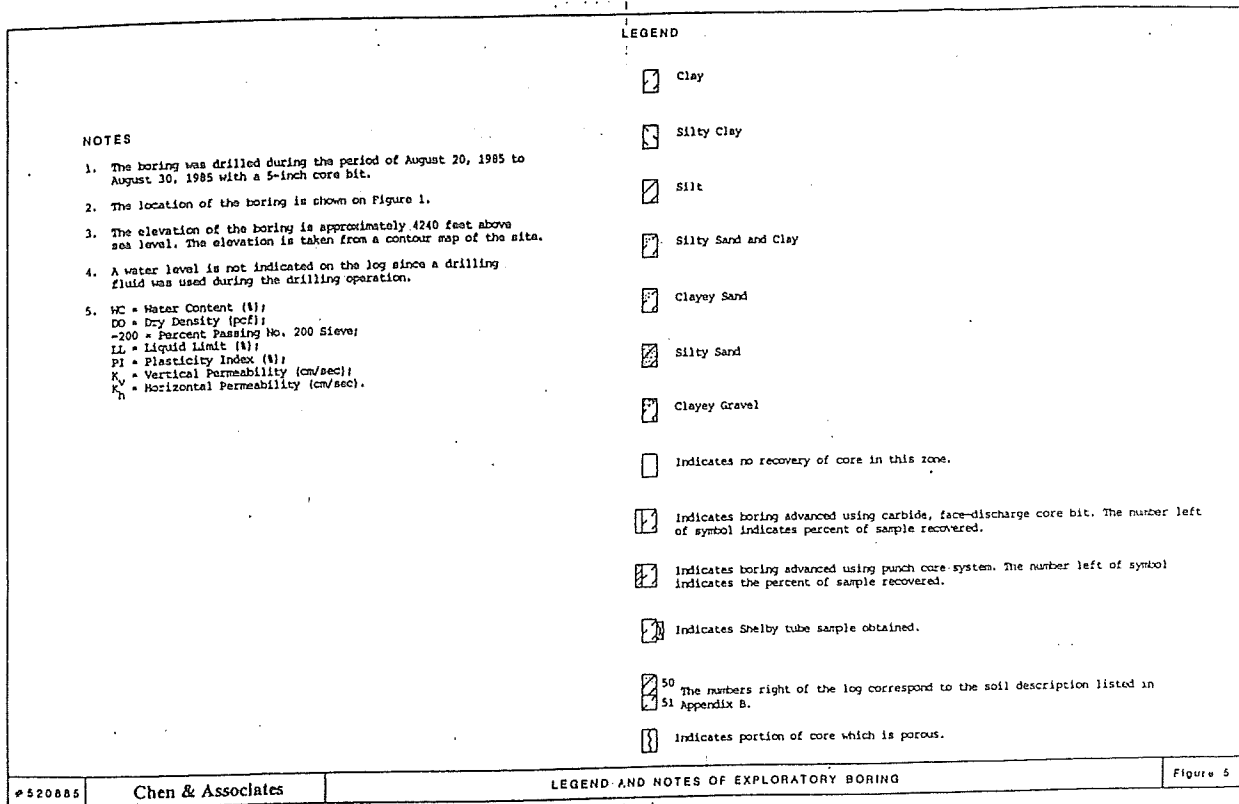 LEGEND
Clay
Silty Clay
Silt
Silty Sand and Clay
Clayey Sand
Silty Sand
Clayey Gravel
Indicates no recovery of core in this zone.
Indicates boring advanced using carbide, face-discharge core bit. The number left
of symbol indicates percent of sample recovered.
Indicates boring advanced using punch core system. The number left of symbol
indicates the percent of sample recovered.
Indicates Shelby tube sample obtained.
50
51
The numbers right of the log correspond to the soil description listed in
Appendix B.
Indicates portion of core which is porous.
NOTES
1. The boring was drilled during the period of August 20, 1985 to
August 30, 1985 with a 5-inch core bit.
2. The location of the boring is shown on Figure 1.
3. The elevation of the boring is approximately 4240 feet above
sea level. The elevation is taken from a contour map of the site.
4. A water level is not indicated on the log since a drilling
fluid was used during the drilling operation.
5. WC = Water Content (%);
DD = Dry Density (pcf);
-200 = Percent Passing No. 200 Sieve;
LL = Liquid Limit (%);
PI = Plasticity Index (%);
Kv = Vertical Permeability (cm/sec);
Kh = Horizontal Permeability (cm/sec).
#520885
Chen & Associates
LEGEND AND NOTES OF EXPLORATORY BORING
Figure 5